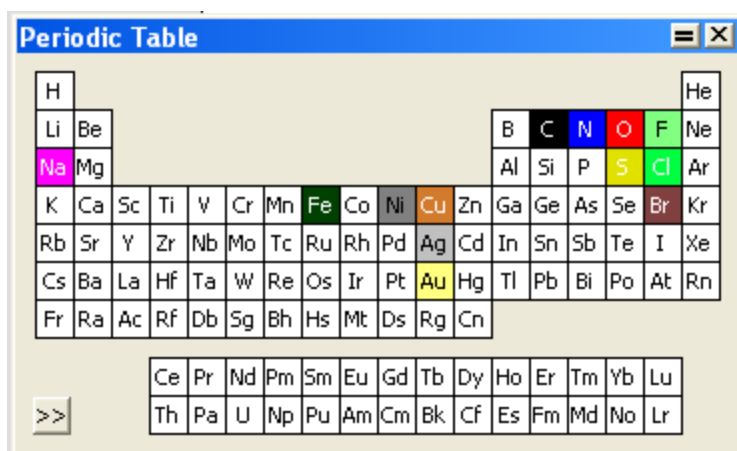 Periodic Table
H He
Li Be B C N O F Ne
Na Mg Al Si P S Cl Ar
K Ca Sc Ti V Cr Mn Fe Co Ni Cu Zn Ga Ge As Se Br Kr
Rb Sr Y Zr Nb Mo Tc Ru Rh Pd Ag Cd In Sn Sb Te I Xe
Cs Ba La Hf Ta W Re Os Ir Pt Au Hg Tl Pb Bi Po At Rn
Fr Ra Ac Rf Db Sg Bh Hs Mt Ds Rg Cn
Ce Pr Nd Pm Sm Eu Gd Tb Dy Ho Er Tm Yb Lu
>> Th Pa U Np Pu Am Cm Bk Cf Es Fm Md No Lr